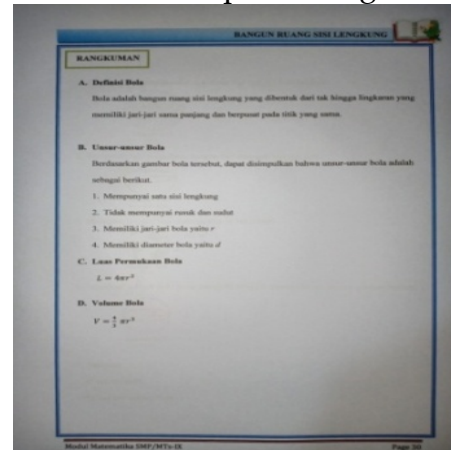 BANGUN RUANG SISI LENGKUNG
RANGKUMAN
A. Definisi Bola
Bola adalah bangun ruang sisi lengkung yang dibentuk dari tak hingga lingkaran yang
memiliki jari-jari sama panjang dan berpusat pada titik yang sama.
B. Unsur-unsur Bola
Berdasarkan gambar bola tersebut, dapat disimpulkan bahwa unsur-unsur bola adalah
sebagai berikut.
1. Mempunyai satu sisi lengkung
2. Tidak mempunyai rusuk dan sudut
3. Memiliki jari-jari bola yaitu r
4. Memiliki diameter bola yaitu d
C. Luas Permukaan Bola
L = 4πr²
D. Volume Bola
V = 4/3 πr³
Modul Matematika SMP/MTs-IX
Page